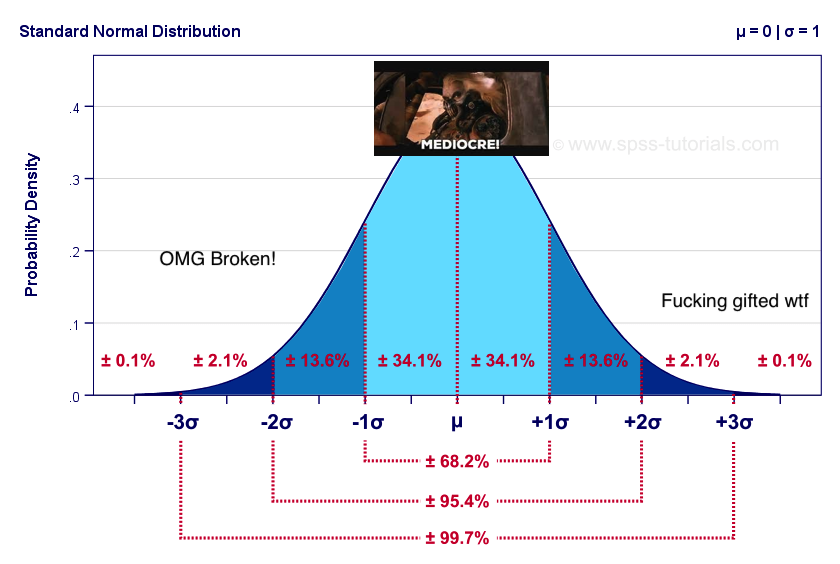 Standard Normal Distribution
μ = 0 | σ = 1
Probability Density
.4
.3
.2
.1
.0
MEDIOCRE!
© www.spss-tutorials.com
OMG Broken!
Fucking gifted wtf
± 0.1%
± 2.1%
± 13.6%
± 34.1%
± 34.1%
± 13.6%
± 2.1%
± 0.1%
-3σ
-2σ
-1σ
μ
+1σ
+2σ
+3σ
± 68.2%
± 95.4%
± 99.7%